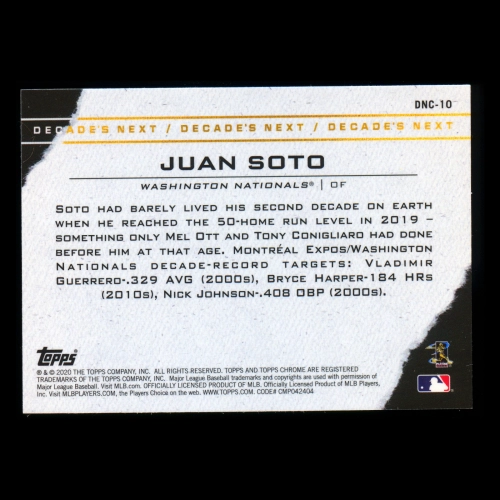 DNC-10
DECADE'S NEXT / DECADE'S NEXT / DECADE'S NEXT
JUAN SOTO
WASHINGTON NATIONALS® | OF
SOTO HAD BARELY LIVED HIS SECOND DECADE ON EARTH
WHEN HE REACHED THE 50-HOME RUN LEVEL IN 2019 –
SOMETHING ONLY MEL OTT AND TONY CONIGLIARO HAD DONE
BEFORE HIM AT THAT AGE. MONTRÉAL EXPOS/WASHINGTON
NATIONALS DECADE-RECORD TARGETS: VLADIMIR
GUERRERO-.329 AVG (2000s), BRYCE HARPER-184 HRs
(2010s), NICK JOHNSON-.408 OBP (2000s).
Topps
® & © 2020 THE TOPPS COMPANY, INC. ALL RIGHTS RESERVED. TOPPS AND TOPPS CHROME ARE REGISTERED
TRADEMARKS OF THE TOPPS COMPANY, INC. Major League Baseball trademarks and copyrights are used with permission of
Major League Baseball. Visit MLB.com. OFFICIALLY LICENSED PRODUCT OF MLB. Officially Licensed Product of MLB Players,
Inc. Visit MLBPLAYERS.COM, the Players Choice on the web. WWW.TOPPS.COM. CODE# CMP042404